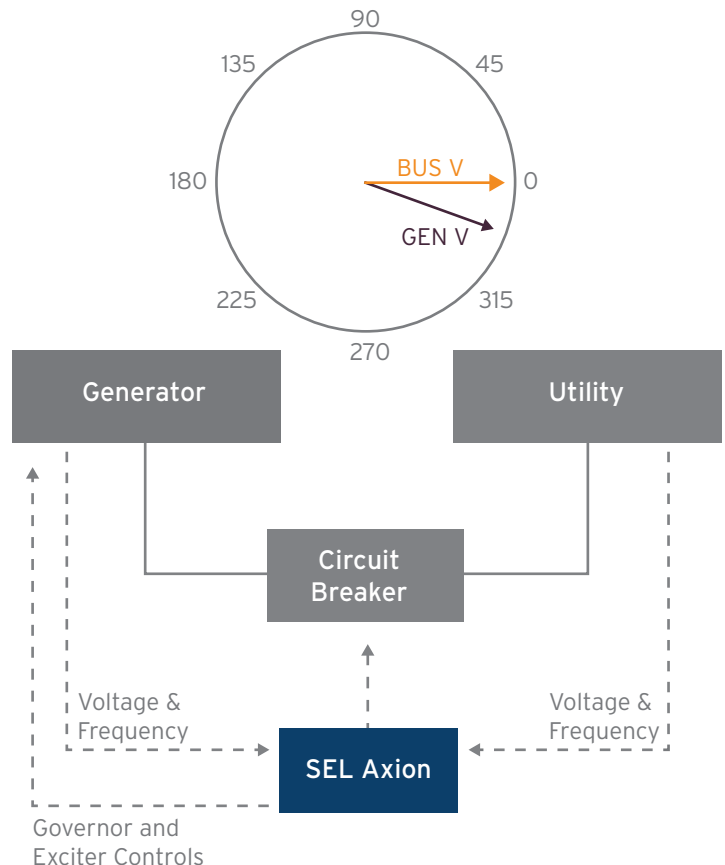 90
135
45
BUS V
180
0
GEN V
225
315
270
Generator
Utility
Circuit
Breaker
Voltage &
Frequency
Voltage &
Frequency
SEL Axion
Governor and
Exciter Controls